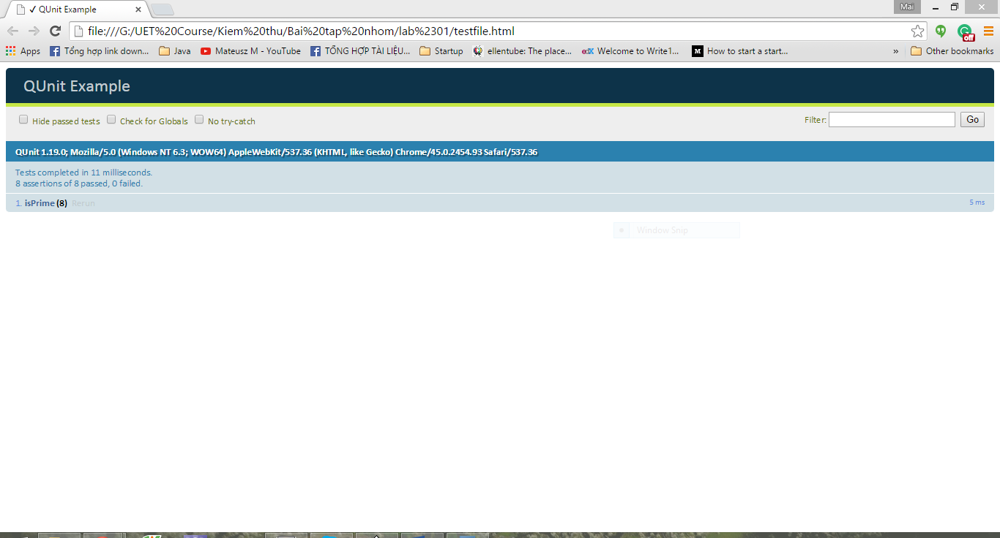 ✓ QUnit Example
Mai
file:///G:/UET%20Course/Kiem%20thu/Bai%20tap%20nhom/lab%2301/testfile.html
off
Apps Tổng hợp link down... Java Mateusz M - YouTube TỔNG HỢP TÀI LIỆU... Startup ellentube: The place... edX Welcome to Write1... M How to start a start... » Other bookmarks
QUnit Example
Hide passed tests Check for Globals No try-catch Filter: Go
QUnit 1.19.0; Mozilla/5.0 (Windows NT 6.3; WOW64) AppleWebKit/537.36 (KHTML, like Gecko) Chrome/45.0.2454.93 Safari/537.36
Tests completed in 11 milliseconds.
8 assertions of 8 passed, 0 failed.
1. isPrime (8) Rerun 5 ms
Window Snip